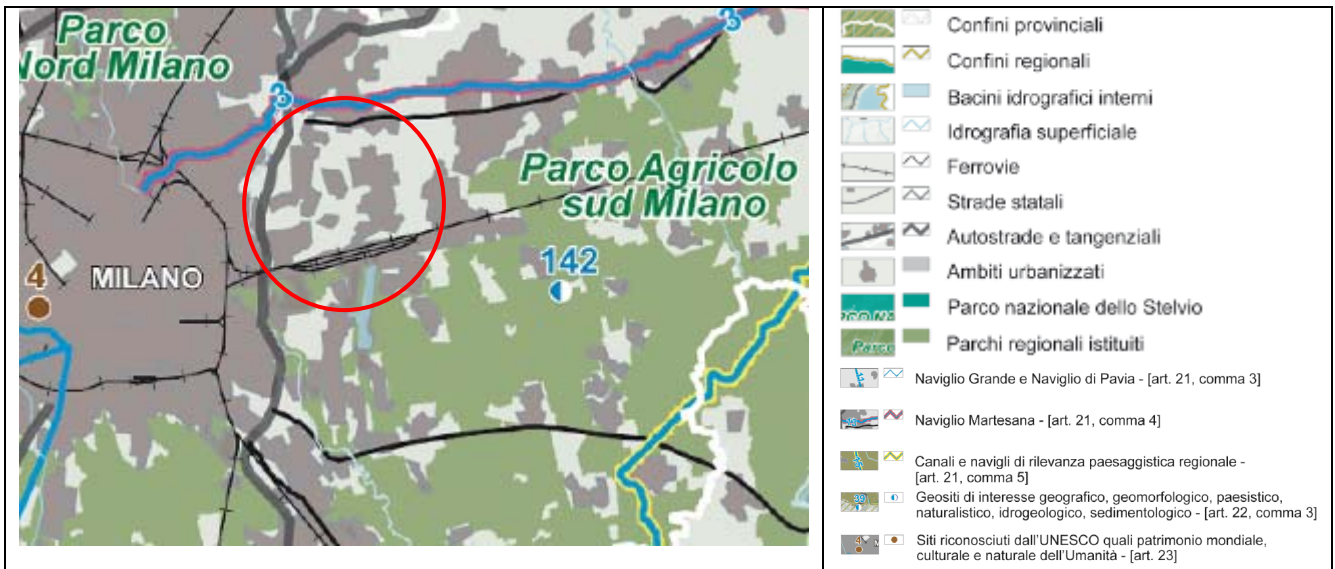 Parco
Nord Milano
3
3
Parco Agricolo
sud Milano
142
4
MILANO
Confini provinciali
Confini regionali
Bacini idrografici interni
Idrografia superficiale
Ferrovie
Strade statali
Autostrade e tangenziali
Ambiti urbanizzati
Parco nazionale dello Stelvio
Parco
Parchi regionali istituiti
Naviglio Grande e Naviglio di Pavia - [art. 21, comma 3]
Naviglio Martesana - [art. 21, comma 4]
Canali e navigli di rilevanza paesaggistica regionale -
[art. 21, comma 5]
39
Geositi di interesse geografico, geomorfologico, paesistico,
naturalistico, idrogeologico, sedimentologico - [art. 22, comma 3]
4
Siti riconosciuti dall'UNESCO quali patrimonio mondiale,
culturale e naturale dell'Umanità - [art. 23]